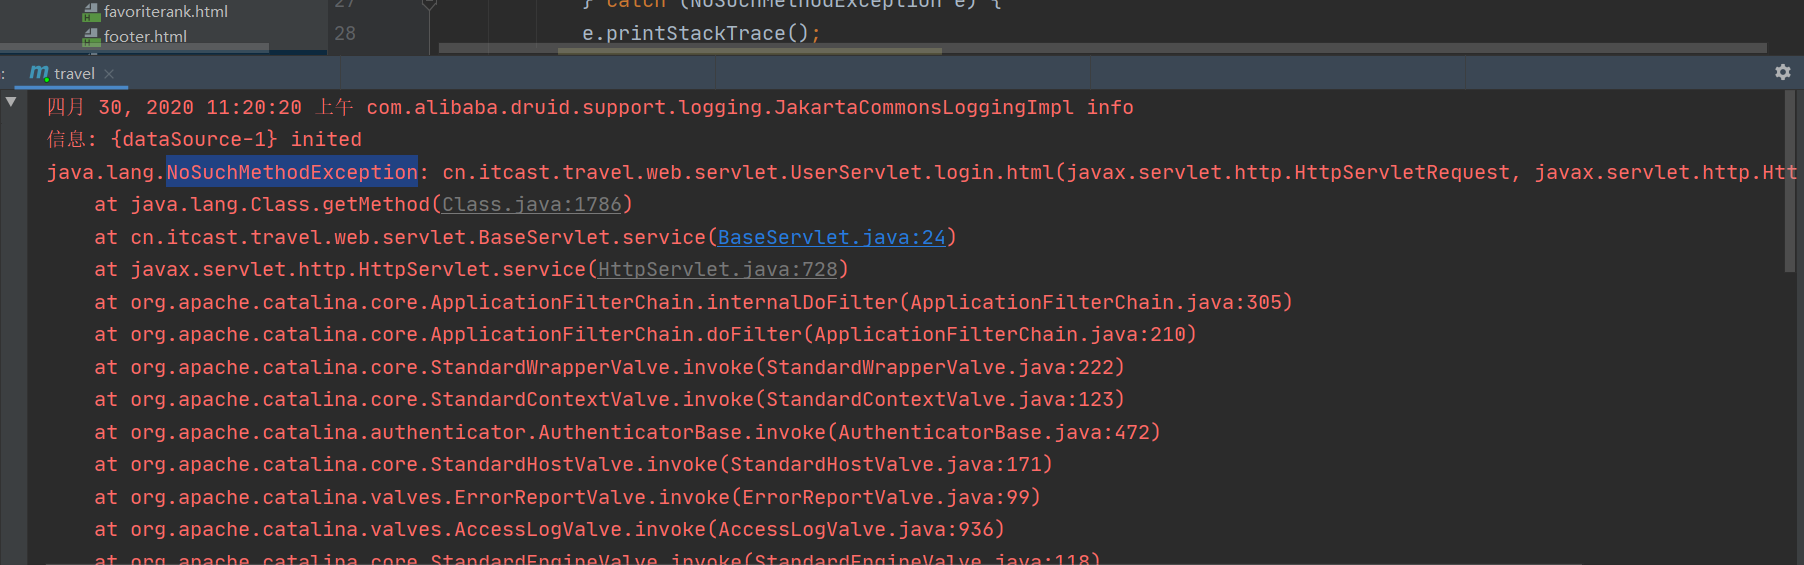 favoriterank.html
footer.html
27 } catch (NoSuchMethodException e) {
28 e.printStackTrace();
: travel
四月 30, 2020 11:20:20 上午 com.alibaba.druid.support.logging.JakartaCommonsLoggingImpl info
信息: {dataSource-1} inited
java.lang.NoSuchMethodException: cn.itcast.travel.web.servlet.UserServlet.login.html(javax.servlet.http.HttpServletRequest, javax.servlet.http.Htt
at java.lang.Class.getMethod(Class.java:1786)
at cn.itcast.travel.web.servlet.BaseServlet.service(BaseServlet.java:24)
at javax.servlet.http.HttpServlet.service(HttpServlet.java:728)
at org.apache.catalina.core.ApplicationFilterChain.internalDoFilter(ApplicationFilterChain.java:305)
at org.apache.catalina.core.ApplicationFilterChain.doFilter(ApplicationFilterChain.java:210)
at org.apache.catalina.core.StandardWrapperValve.invoke(StandardWrapperValve.java:222)
at org.apache.catalina.core.StandardContextValve.invoke(StandardContextValve.java:123)
at org.apache.catalina.authenticator.AuthenticatorBase.invoke(AuthenticatorBase.java:472)
at org.apache.catalina.core.StandardHostValve.invoke(StandardHostValve.java:171)
at org.apache.catalina.valves.ErrorReportValve.invoke(ErrorReportValve.java:99)
at org.apache.catalina.valves.AccessLogValve.invoke(AccessLogValve.java:936)
at org.apache.catalina.core.StandardEngineValve.invoke(StandardEngineValve.java:118)